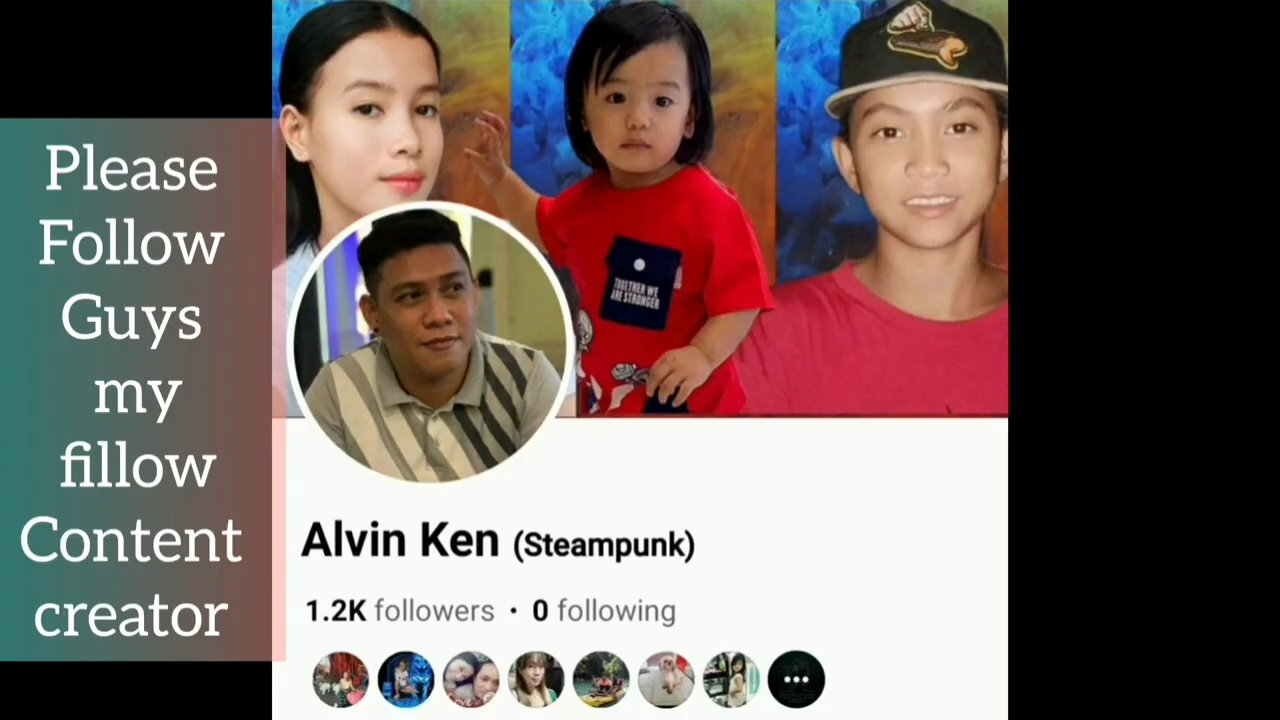 Please
Follow
Guys
my
fillow
Content
creator
TOGETHER WE
ARE STRONGER
Alvin Ken (Steampunk)
1.2K followers • 0 following